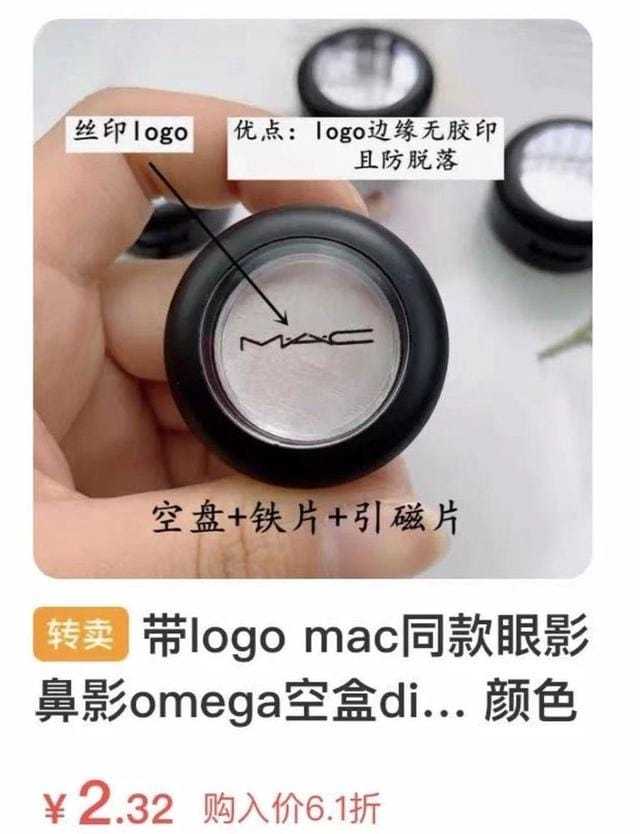 丝印logo
优点：logo边缘无胶印
且防脱落
MAC
空盘+铁片+引磁片
转卖 带logo mac同款眼影
鼻影omega空盒di... 颜色
¥2.32 购入价6.1折